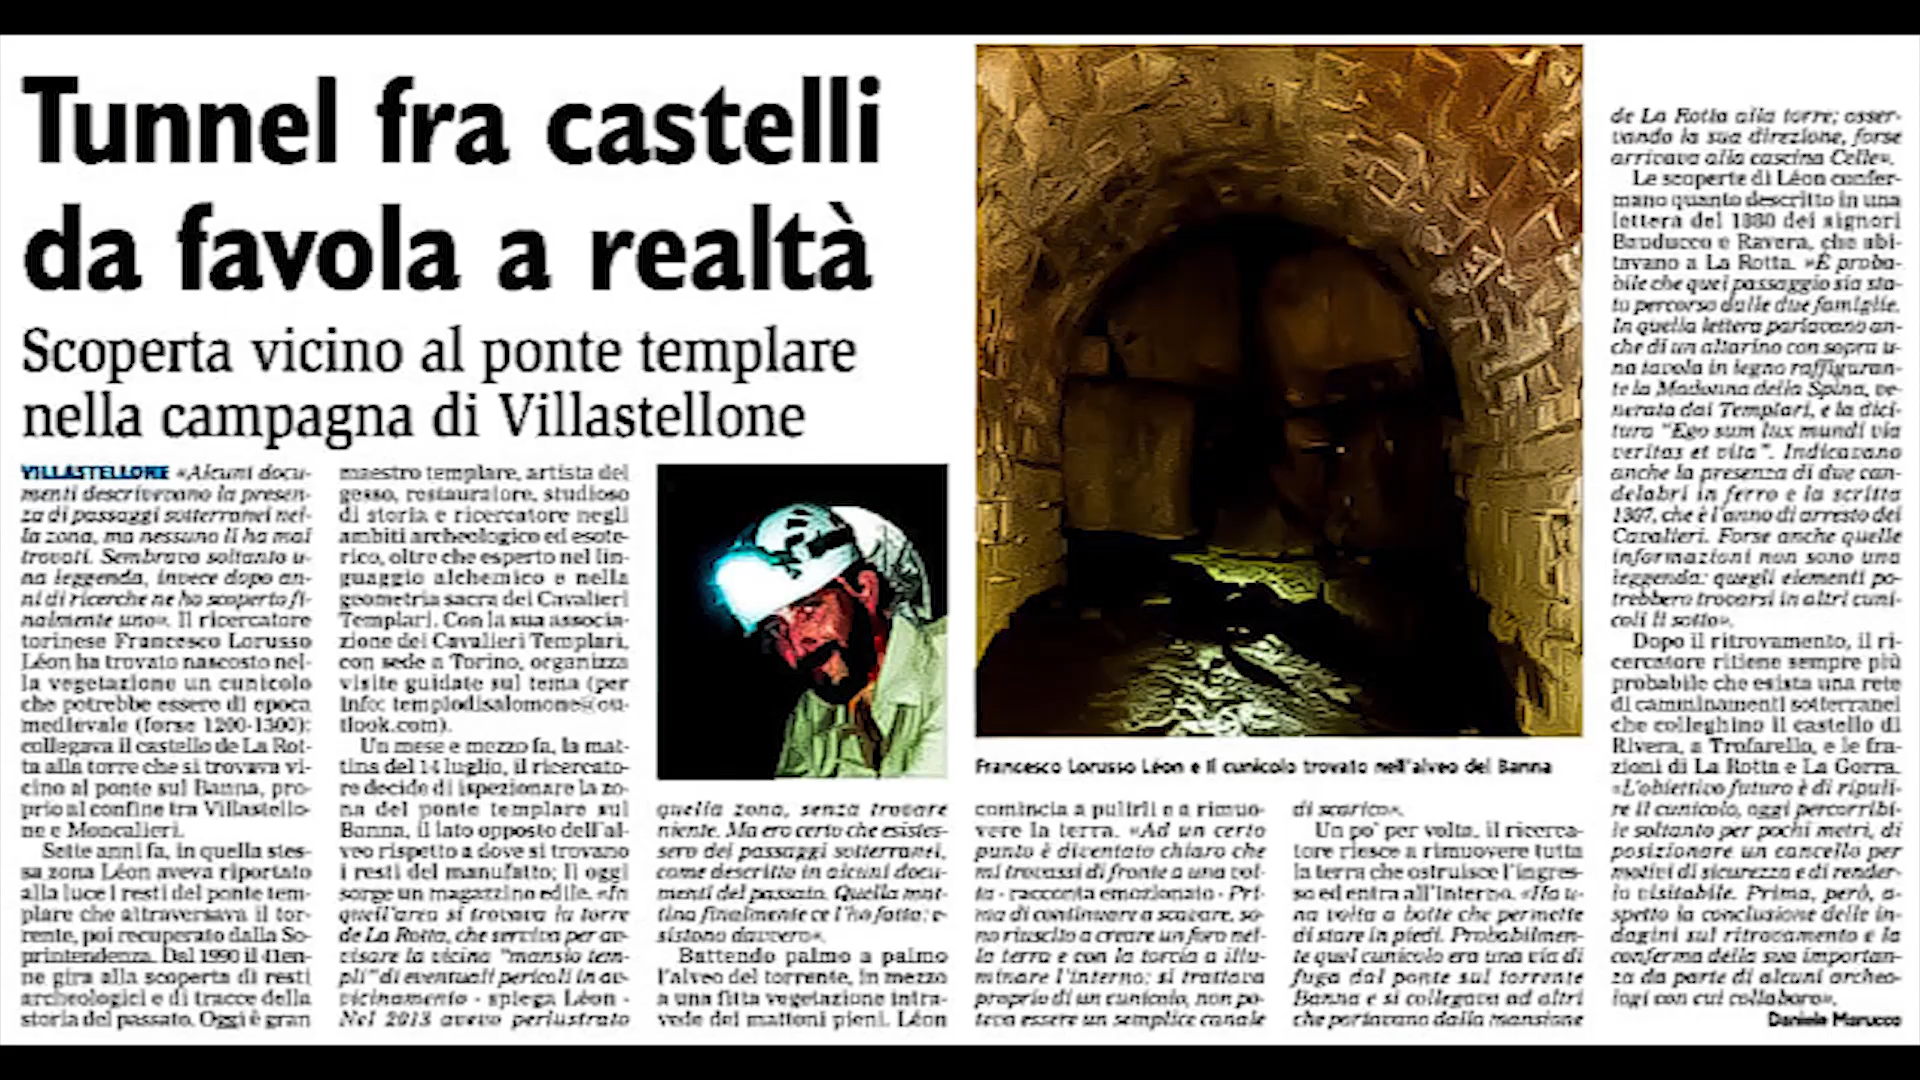 Tunnel fra castelli
da favola a realtà
Scoperta vicino al ponte templare
nella campagna di Villastellone
VILLASTELLONE «Alcuni docu-
menti descrivevano la presen-
za di passaggi sotterranei nel-
la zona, ma nessuno li ha mai
trovati. Sembrava soltanto u-
na leggenda, invece dopo an-
ni di ricerche ne ho scoperto fi-
nalmente uno». Il ricercatore
torinese Francesco Lorusso
Léon ha trovato nascosto nel-
la vegetazione un cunicolo
che potrebbe essere di epoca
medievale (forse 1200-1300):
collegava il castello de La Rot-
ta alla torre che si trovava vi-
cino al ponte sul Banna, pro-
prio al confine tra Villastello-
ne e Moncalieri.
Sette anni fa, in quella stes-
sa zona Léon aveva riportato
alla luce i resti del ponte tem-
plare che attraversava il tor-
rente, poi recuperato dalla So-
printendenza. Dal 1990 il 41en-
ne gira alla scoperta di resti
archeologici e di tracce della
storia del passato. Oggi è gran
maestro templare, artista del
gesso, restauratore, studioso
di storia e ricercatore negli
ambiti archeologico ed esote-
rico, oltre che esperto nel lin-
guaggio alchemico e nella
geometria sacra dei Cavalieri
Templari. Con la sua associa-
zione dei Cavalieri Templari,
con sede a Torino, organizza
visite guidate sul tema (per
info: templodisalomone@ou-
tlook.com).
Un mese e mezzo fa, la mat-
tina del 14 luglio, il ricercato-
re decide di ispezionare la zo-
na del ponte templare sul
Banna, il lato opposto dell'al-
veo rispetto a dove si trovano
i resti del manufatto; lì oggi
sorge un magazzino edile. «In
quell'area si trovava la torre
de La Rotta, che serviva per av-
visare la vicina "mansio tem-
pli" di eventuali pericoli in av-
vicinamento - spiega Léon -
Nel 2013 avevo perlustrato
quella zona, senza trovare
niente. Ma ero certo che esistes-
sero dei passaggi sotterranei,
come descritto in alcuni docu-
menti del passato. Quella mat-
tina finalmente ce l'ho fatta: e-
sistono davvero».
Battendo palmo a palmo
l'alveo del torrente, in mezzo
a una fitta vegetazione intra-
vede dei mattoni pieni. Léon
Francesco Lorusso Léon e il cunicolo trovato nell'alveo del Banna
comincia a pulirli e a rimuo-
vere la terra. «Ad un certo
punto è diventato chiaro che
mi trovassi di fronte a una vol-
ta - racconta emozionato - Pri-
ma di continuare a scavare, so-
no riuscito a creare un foro nel-
la terra e con la torcia a illu-
minare l'interno: si trattava
proprio di un cunicolo, non po-
teva essere un semplice canale
di scarico».
Un po' per volta, il ricerca-
tore riesce a rimuovere tutta
la terra che ostruisce l'ingres-
so ed entra all'interno. «Ha u-
na volta a botte che permette
di stare in piedi. Probabilmen-
te quel cunicolo era una via di
fuga dal ponte sul torrente
Banna e si collegava ad altri
che portavano dalla mansione
de La Rotta alla torre; osser-
vando la sua direzione, forse
arrivava alla cascina Celle».
Le scoperte di Léon confer-
mano quanto descritto in una
lettera del 1880 dei signori
Bauducco e Ravera, che abi-
tavano a La Rotta. «È proba-
bile che quel passaggio sia sta-
to percorso dalle due famiglie.
In quella lettera parlavano an-
che di un altarino con sopra u-
na tavola in legno raffiguran-
te la Madonna della Spina, ve-
nerata dai Templari, e la dici-
tura "Ego sum lux mundi via
veritas et vita". Indicavano
anche la presenza di due can-
delabri in ferro e la scritta
1307, che è l'anno di arresto dei
Cavalieri. Forse anche quelle
informazioni non sono una
leggenda: quegli elementi po-
trebbero trovarsi in altri cuni-
coli lì sotto».
Dopo il ritrovamento, il ri-
cercatore ritiene sempre più
probabile che esista una rete
di camminamenti sotterranei
che colleghino il castello di
Rivera, a Trofarello, e le fra-
zioni di La Rotta e La Gorra.
«L'obiettivo futuro è di ripuli-
re il cunicolo, oggi percorribi-
le soltanto per pochi metri, di
posizionare un cancello per
motivi di sicurezza e di render-
lo visitabile. Prima, però, a-
spetto la conclusione delle in-
dagini sul ritrovamento e la
conferma della sua importan-
za da parte di alcuni archeo-
logi con cui collaboro».
Daniele Marucco